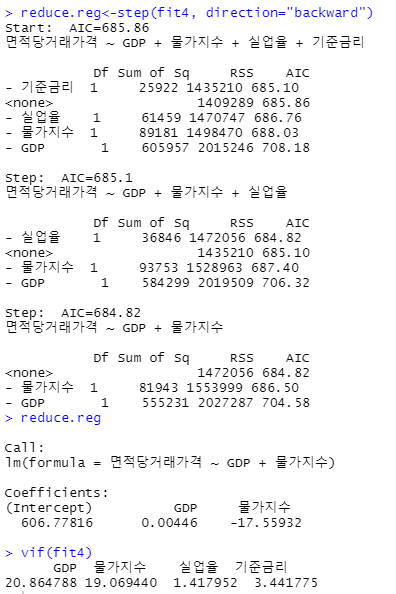 > reduce.reg<-step(fit4, direction="backward")
Start:  AIC=685.86
면적당거래가격 ~ GDP + 물가지수 + 실업율 + 기준금리

           Df Sum of Sq     RSS    AIC
- 기준금리  1     25922 1435210 685.10
<none>                  1409289 685.86
- 실업율    1     61459 1470747 686.76
- 물가지수  1     89181 1498470 688.03
- GDP       1    605957 2015246 708.18

Step:  AIC=685.1
면적당거래가격 ~ GDP + 물가지수 + 실업율

           Df Sum of Sq     RSS    AIC
- 실업율    1     36846 1472056 684.82
<none>                  1435210 685.10
- 물가지수  1     93753 1528963 687.40
- GDP       1    584299 2019509 706.32

Step:  AIC=684.82
면적당거래가격 ~ GDP + 물가지수

           Df Sum of Sq     RSS    AIC
<none>                  1472056 684.82
- 물가지수  1     81943 1553999 686.50
- GDP       1    555231 2027287 704.58
> reduce.reg

Call:
lm(formula = 면적당거래가격 ~ GDP + 물가지수)

Coefficients:
(Intercept)          GDP     물가지수
  606.77816      0.00446    -17.55932

> vif(fit4)
      GDP  물가지수    실업율  기준금리
20.864788 19.069440  1.417952  3.441775